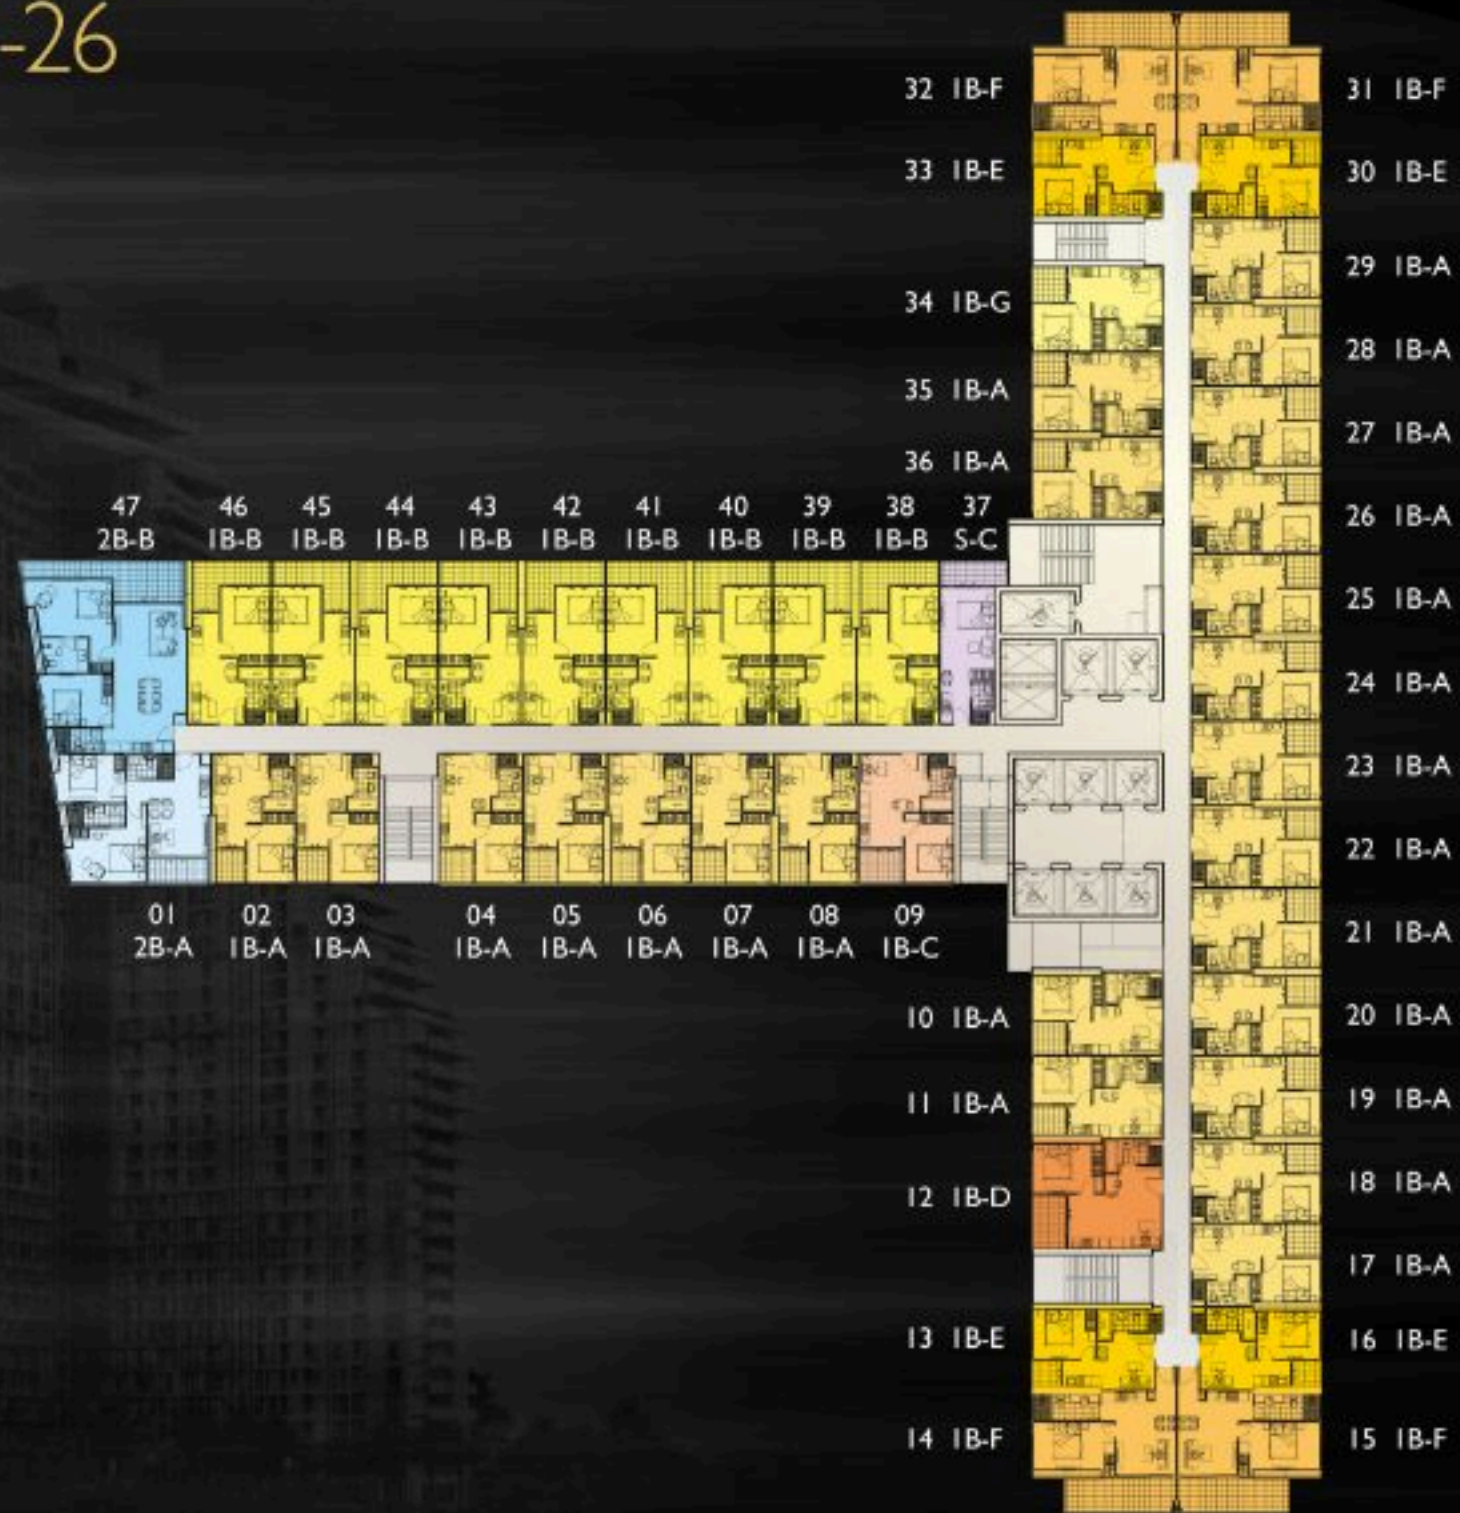 -26
32 1B-F
31 1B-F
33 1B-E
30 1B-E
29 1B-A
34 1B-G
28 1B-A
35 1B-A
27 1B-A
36 1B-A
26 1B-A
47 46 45 44 43 42 41 40 39 38 37
2B-B 1B-B 1B-B 1B-B 1B-B 1B-B 1B-B 1B-B 1B-B 1B-B S-C
25 1B-A
24 1B-A
23 1B-A
22 1B-A
01 02 03 04 05 06 07 08 09
2B-A 1B-A 1B-A 1B-A 1B-A 1B-A 1B-A 1B-A 1B-C
21 1B-A
10 1B-A
20 1B-A
11 1B-A
19 1B-A
12 1B-D
18 1B-A
17 1B-A
13 1B-E
16 1B-E
14 1B-F
15 1B-F